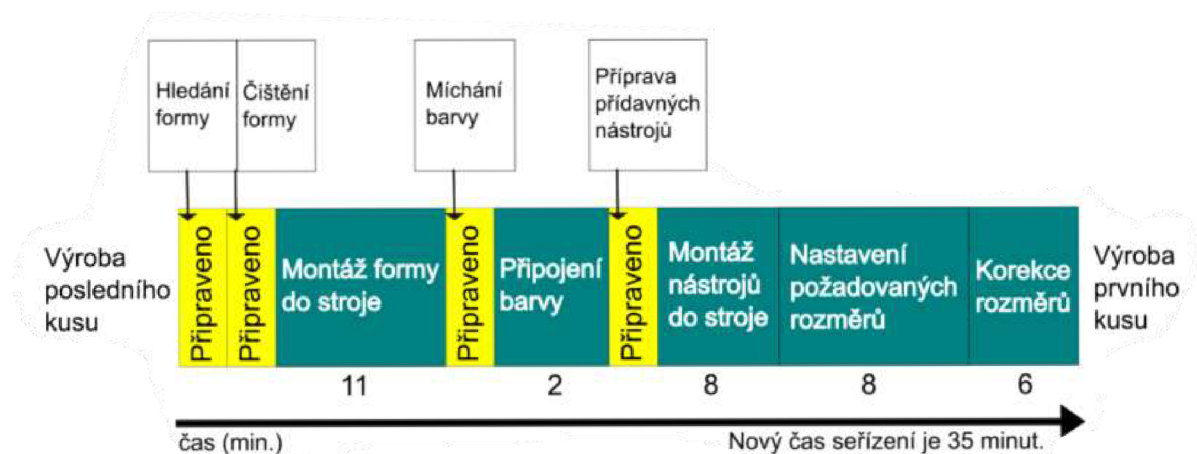 Hledání
formy
Čištění
formy
Míchání
barvy
Příprava
přídavných
nástrojů
Výroba
posledního
kusu
Připraveno
Připraveno
Montáž formy
do stroje
Připraveno
Připojení
barvy
Připraveno
Montáž
nástrojů
do stroje
Nastavení
požadovaných
rozměrů
Korekce
rozměrů
Výroba
prvního
kusu
11
2
8
8
6
čas (min.)
Nový čas seřízení je 35 minut.